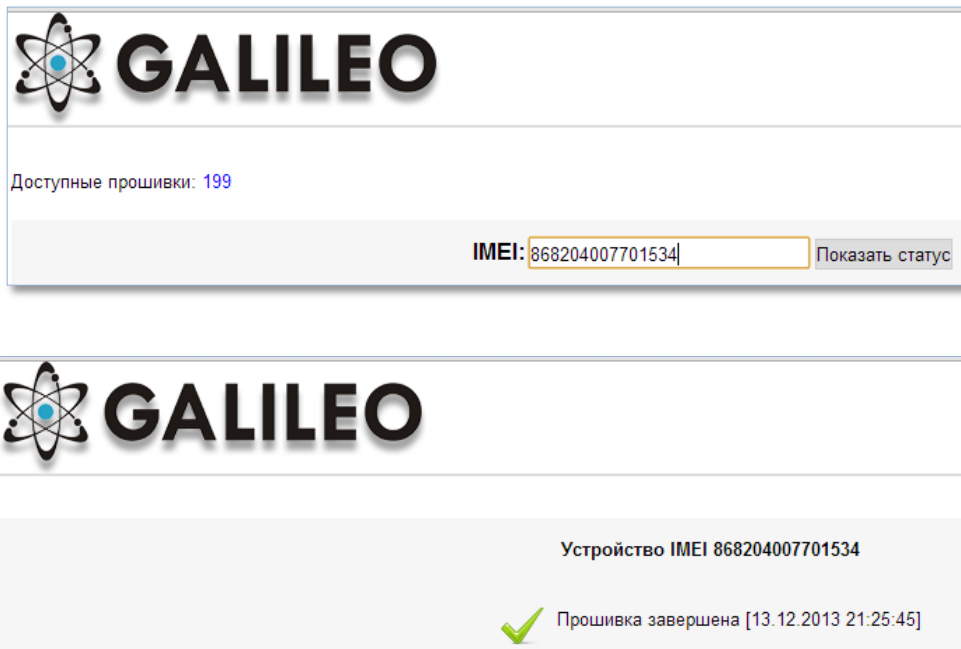 GALILEO
Доступные прошивки: 199
IMEI: 868204007701534 Показать статус
GALILEO
Устройство IMEI 868204007701534
Прошивка завершена [13.12.2013 21:25:45]